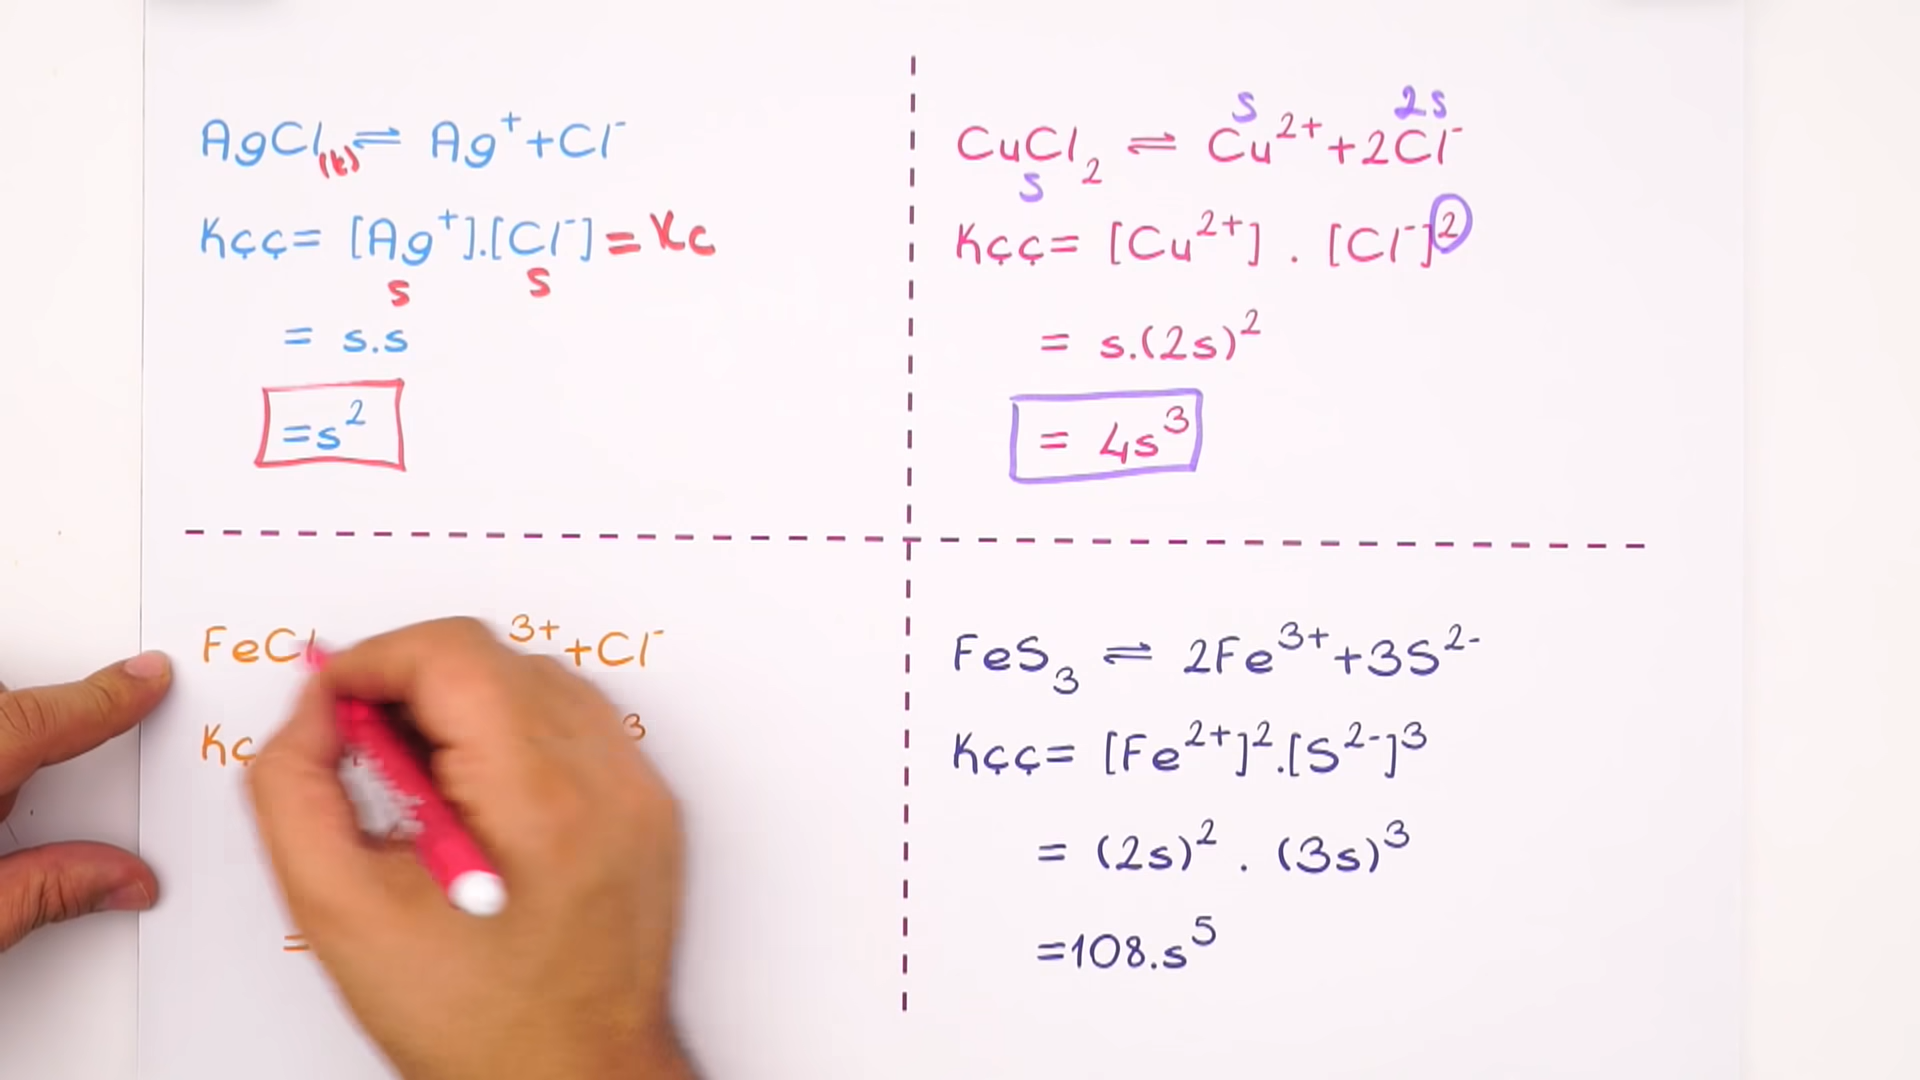 AgCl(k) ⇌ Ag⁺+Cl⁻
Kçç= [Ag⁺].[Cl⁻] = Kc
s s
= s.s
=s²
s 2s
CuCl₂ ⇌ Cu²⁺+2Cl⁻
s
Kçç= [Cu²⁺] . [Cl⁻]²
= s.(2s)²
= 4s³
FeCl 3+ +Cl⁻
Kç 3
=
FeS₃ ⇌ 2Fe³⁺+3S²⁻
Kçç= [Fe²⁺]².[S²⁻]³
= (2s)² . (3s)³
=108.s⁵